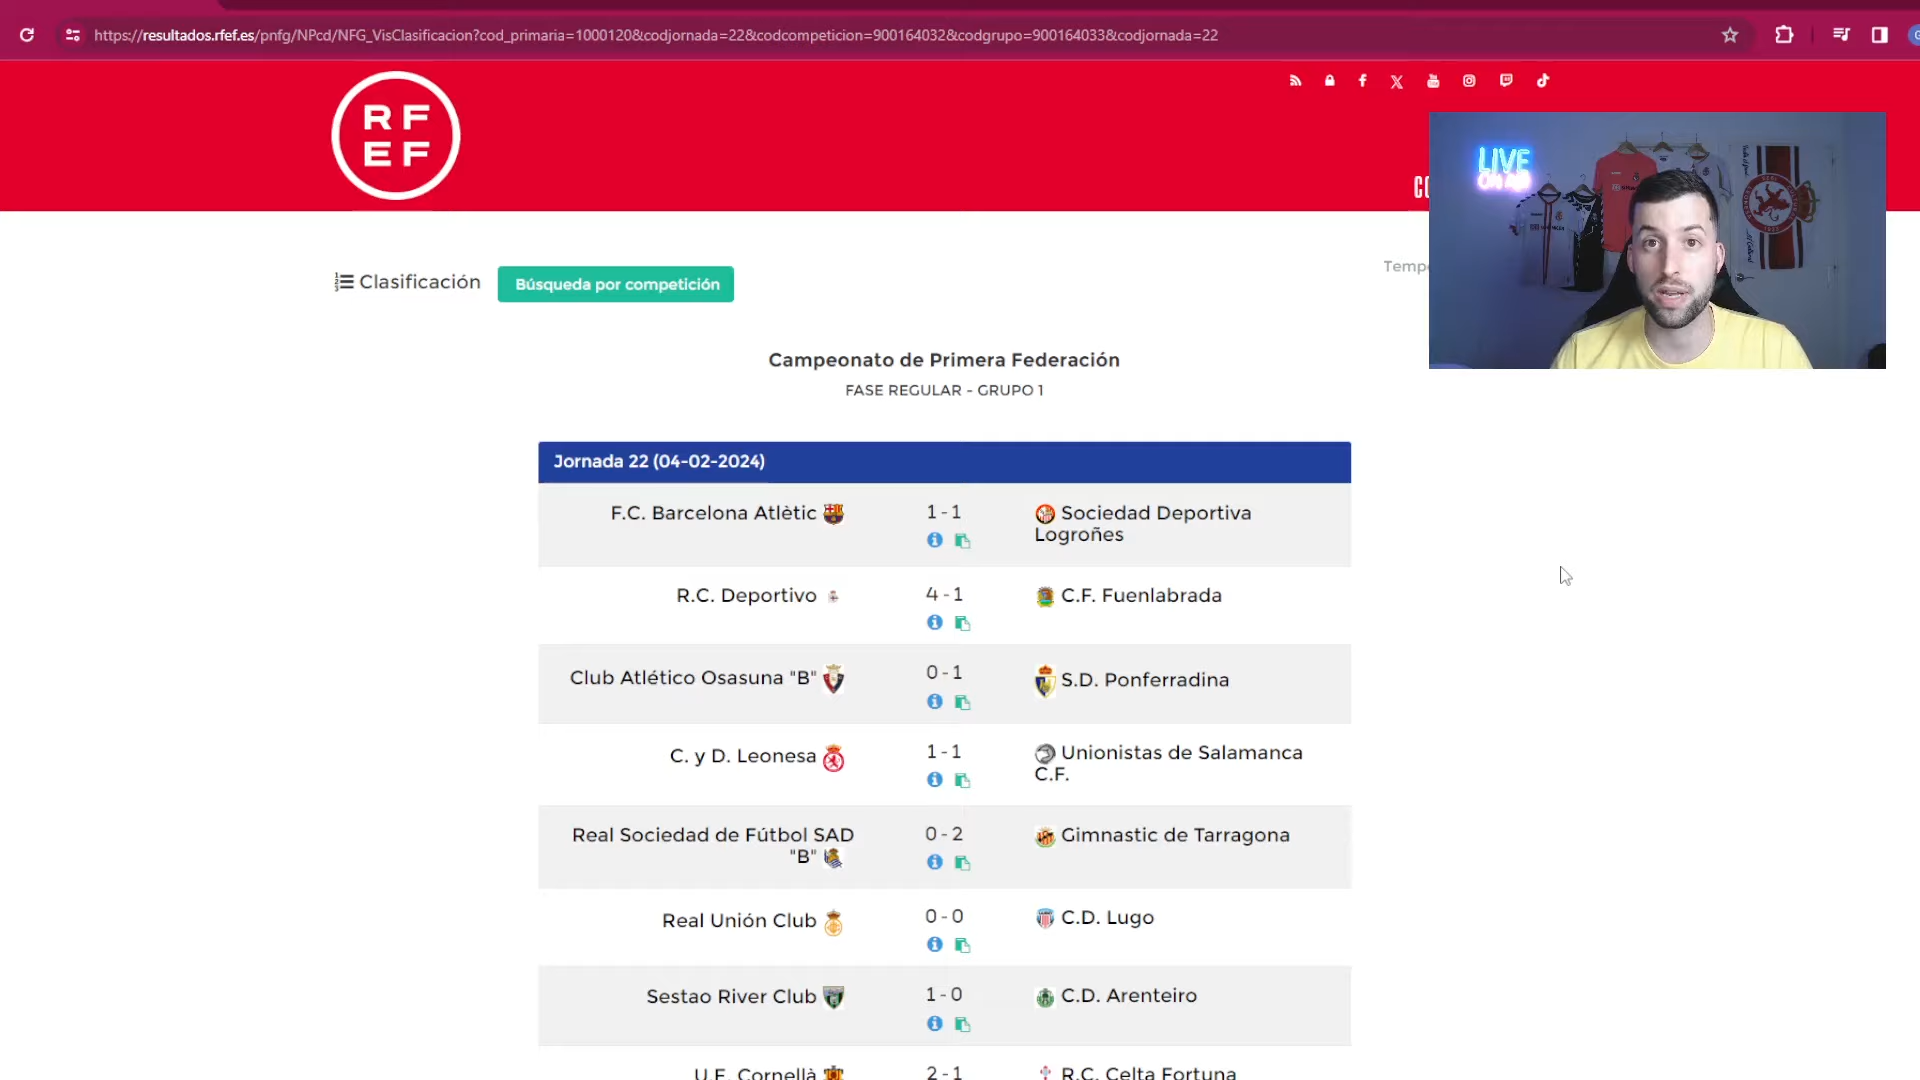 https://resultados.rfef.es/pnfg/NPcd/NFG_VisClasificacion?cod_primaria=1000120&codjornada=22&codcompeticion=900164032&codgrupo=900164033&codjornada=22
RF
EF
LIVE
ON AIR
Clasificación
Búsqueda por competición
Campeonato de Primera Federación
FASE REGULAR - GRUPO 1
Jornada 22 (04-02-2024)
F.C. Barcelona Atlètic 1 - 1 Sociedad Deportiva
Logroñes
R.C. Deportivo 4 - 1 C.F. Fuenlabrada
Club Atlético Osasuna "B" 0 - 1 S.D. Ponferradina
C. y D. Leonesa 1 - 1 Unionistas de Salamanca
C.F.
Real Sociedad de Fútbol SAD 0 - 2 Gimnastic de Tarragona
"B"
Real Unión Club 0 - 0 C.D. Lugo
Sestao River Club 1 - 0 C.D. Arenteiro
U.E. Cornellà 2 - 1 R.C. Celta Fortuna